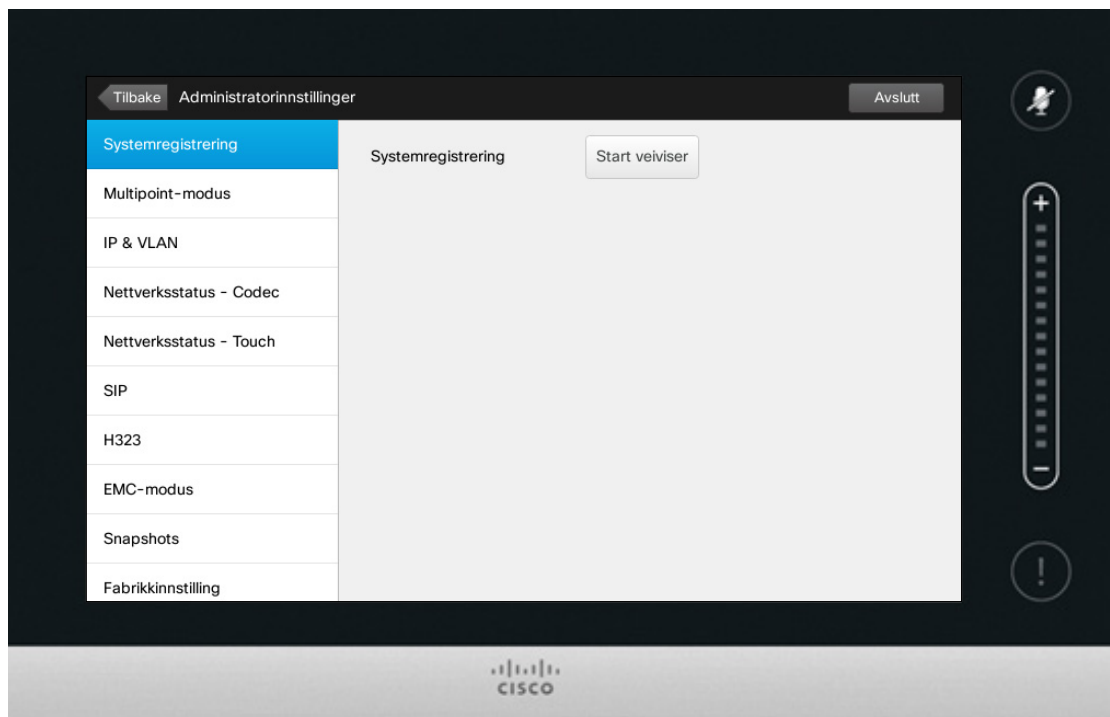 Tilbake Administratorinnstillinger Avslutt
Systemregistrering
Systemregistrering Start veiviser
Multipoint-modus
IP & VLAN
Nettverksstatus - Codec
Nettverksstatus - Touch
SIP
H323
EMC-modus
Snapshots
Fabrikkinnstilling
CISCO